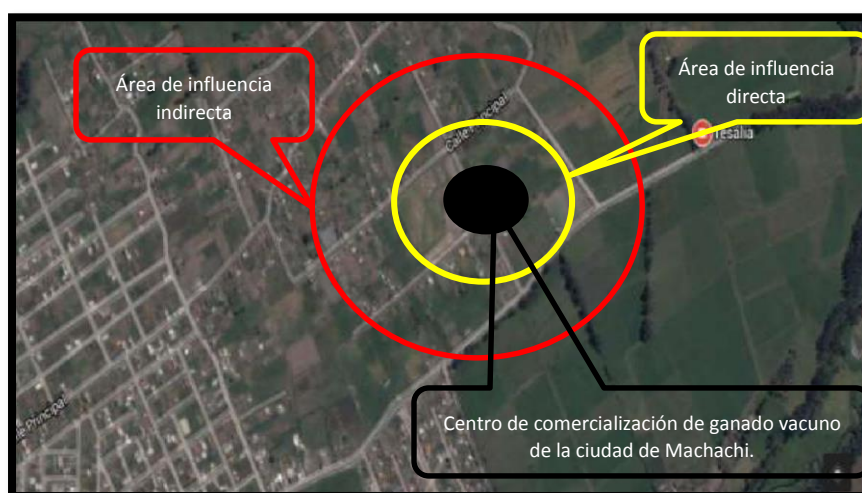 Área de influencia
indirecta
Área de influencia
directa
Calle Principal
Tesalia
Calle Principal
Centro de comercialización de ganado vacuno
de la ciudad de Machachi.